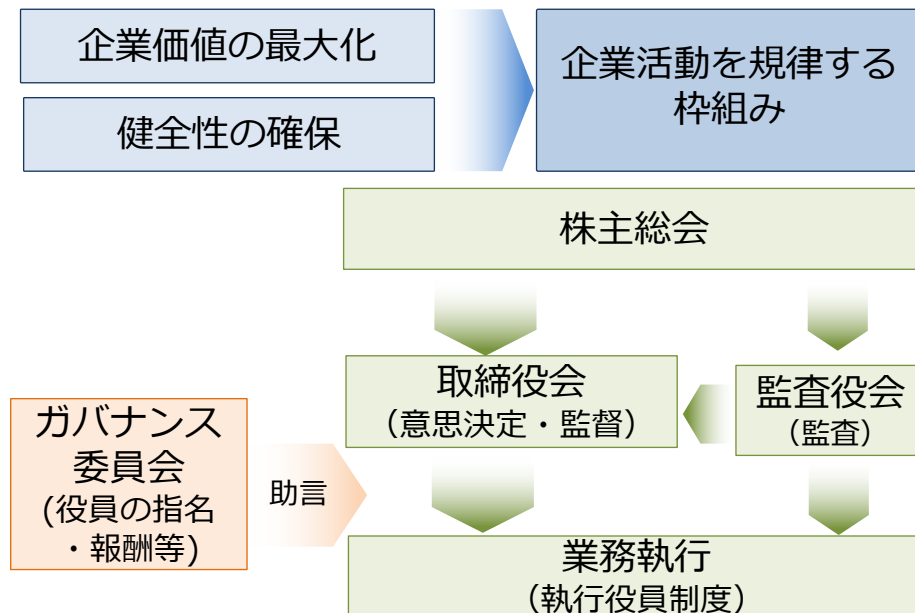 企業価値の最大化
健全性の確保
企業活動を規律する
枠組み
株主総会
取締役会
（意思決定・監督）
監査役会
（監査）
ガバナンス
委員会
(役員の指名
・報酬等)
助言
業務執行
（執行役員制度）